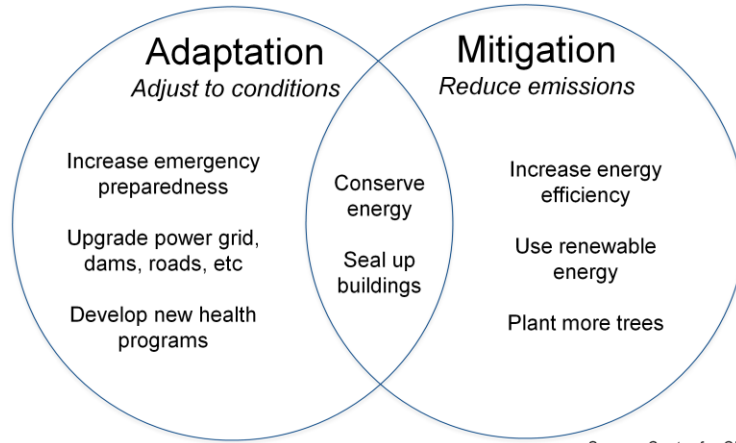 Adaptation
Adjust to conditions
Increase emergency
preparedness
Upgrade power grid,
dams, roads, etc
Develop new health
programs
Conserve
energy
Seal up
buildings
Mitigation
Reduce emissions
Increase energy
efficiency
Use renewable
energy
Plant more trees